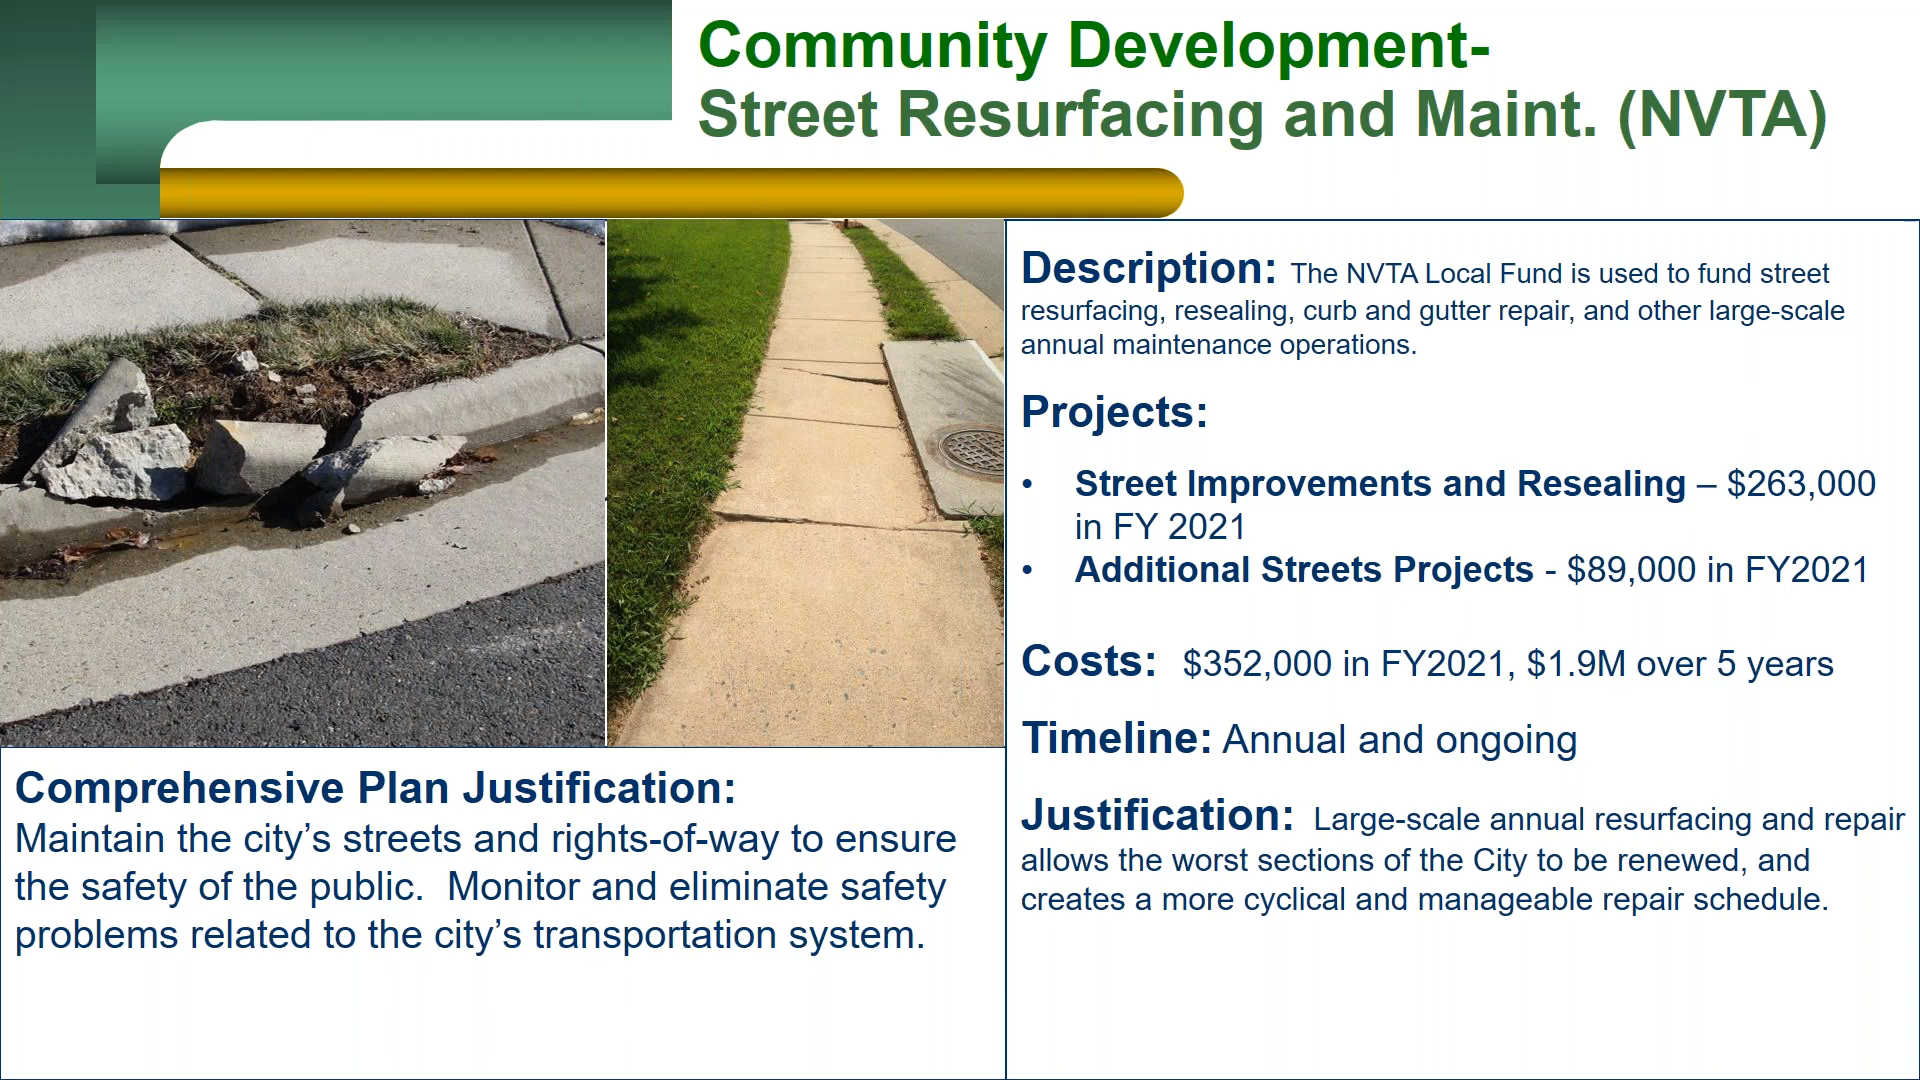 Community Development-
Street Resurfacing and Maint. (NVTA)
Description: The NVTA Local Fund is used to fund street
resurfacing, resealing, curb and gutter repair, and other large-scale
annual maintenance operations.
Projects:
• Street Improvements and Resealing – $263,000
in FY 2021
• Additional Streets Projects - $89,000 in FY2021
Costs: $352,000 in FY2021, $1.9M over 5 years
Timeline: Annual and ongoing
Justification: Large-scale annual resurfacing and repair
allows the worst sections of the City to be renewed, and
creates a more cyclical and manageable repair schedule.
Comprehensive Plan Justification:
Maintain the city’s streets and rights-of-way to ensure
the safety of the public.  Monitor and eliminate safety
problems related to the city’s transportation system.